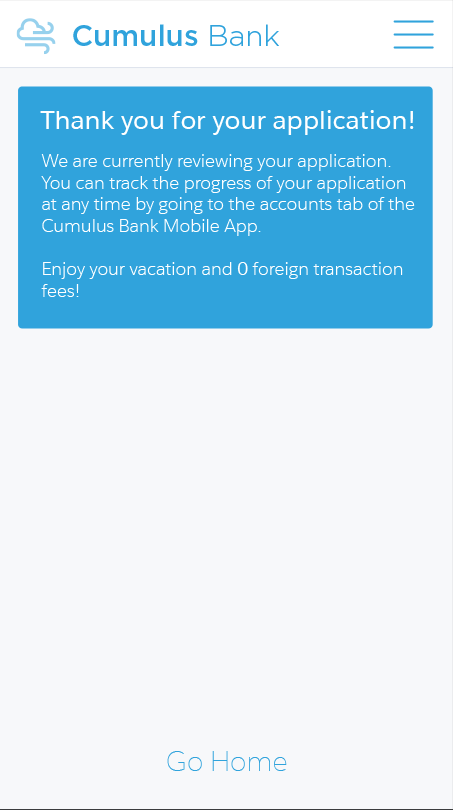 Cumulus Bank
Thank you for your application!
We are currently reviewing your application.
You can track the progress of your application
at any time by going to the accounts tab of the
Cumulus Bank Mobile App.
Enjoy your vacation and 0 foreign transaction
fees!
Go Home